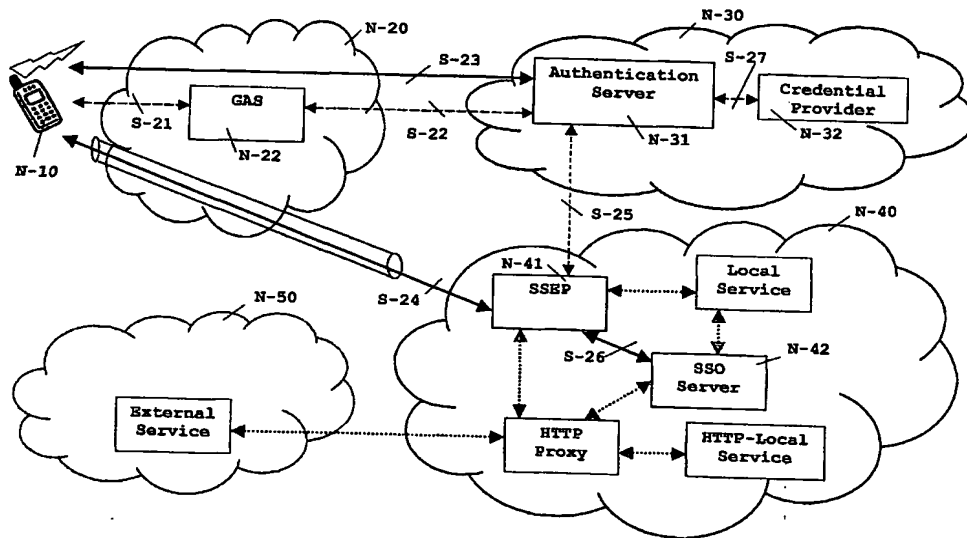 N-30
N-20
S-23
S-27
Authentication
Server
Credential
Provider
GAS
S-21
S-22
N-22
N-31
N-32
N-10
S-25
N-40
N-41
SSEP
Local
Service
S-24
N-50
S-26
N-42
SSO
Server
External
Service
HTTP
Proxy
HTTP-Local
Service